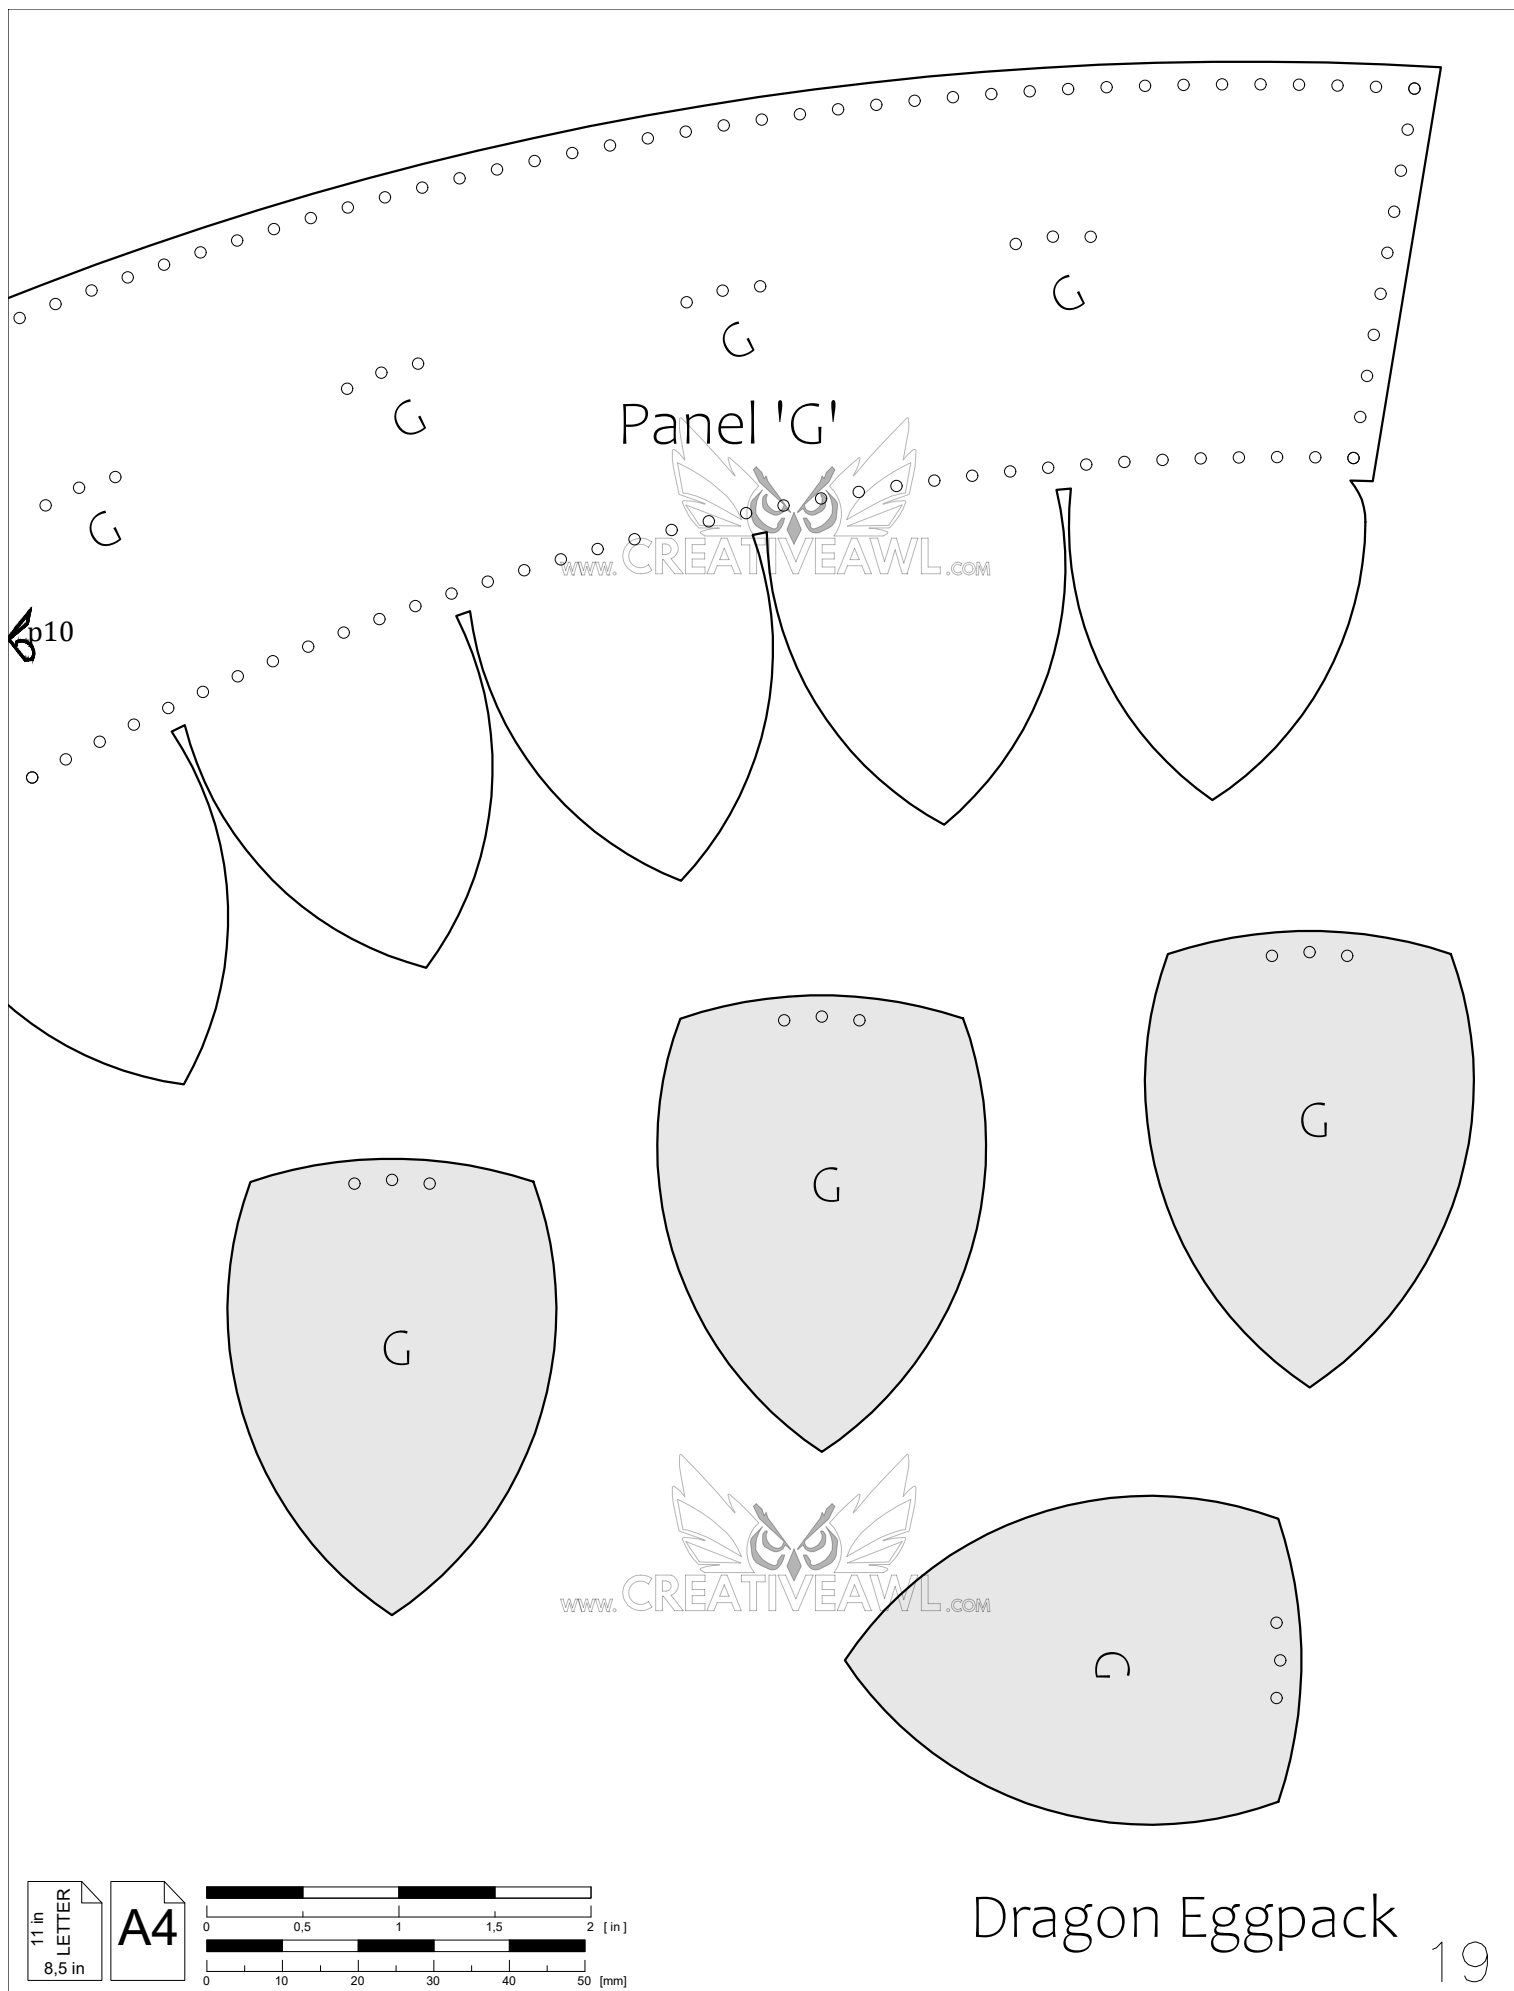 G
G
Panel 'G'
G
G
WWW. CREATIVEAWL .COM
p10
G
G
G
WWW. CREATIVEAWL .COM
G
11 in
LETTER
8,5 in
A4
0 0,5 1 1,5 2 [ in ]
0 10 20 30 40 50 [mm]
Dragon Eggpack
19